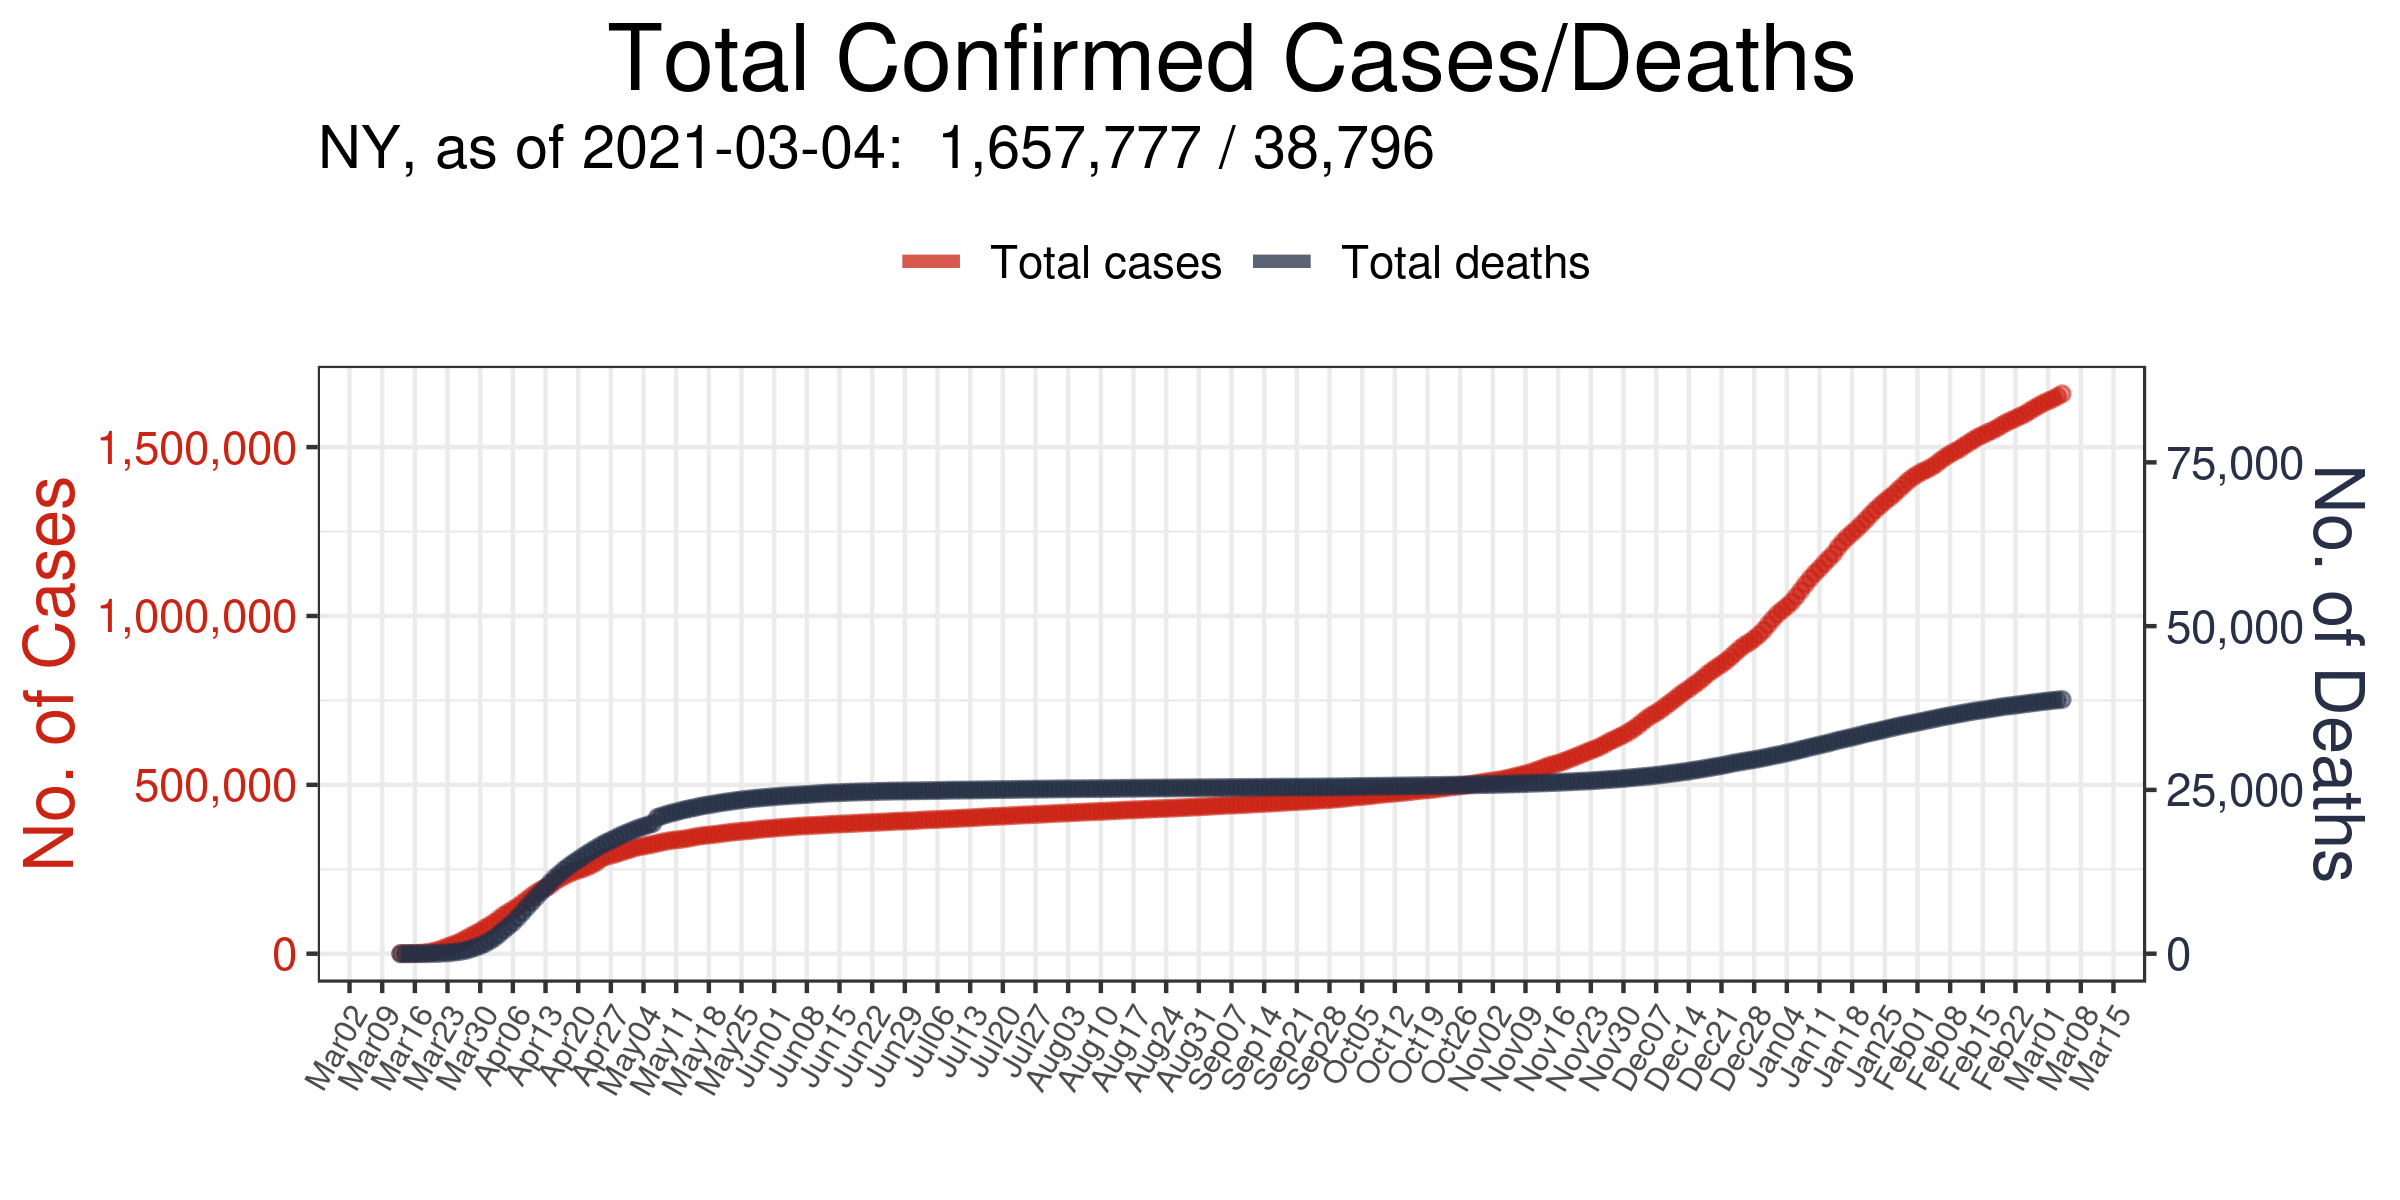 Total Confirmed Cases/Deaths
NY, as of 2021-03-04:  1,657,777 / 38,796
Total cases
Total deaths
No. of Cases
1,500,000
1,000,000
500,000
0
75,000
50,000
25,000
0
No. of Deaths
Mar02
Mar09
Mar16
Mar23
Mar30
Apr06
Apr13
Apr20
Apr27
May04
May11
May18
May25
Jun01
Jun08
Jun15
Jun22
Jun29
Jul06
Jul13
Jul20
Jul27
Aug03
Aug10
Aug17
Aug24
Aug31
Sep07
Sep14
Sep21
Sep28
Oct05
Oct12
Oct19
Oct26
Nov02
Nov09
Nov16
Nov23
Nov30
Dec07
Dec14
Dec21
Dec28
Jan04
Jan11
Jan18
Jan25
Feb01
Feb08
Feb15
Feb22
Mar01
Mar08
Mar15